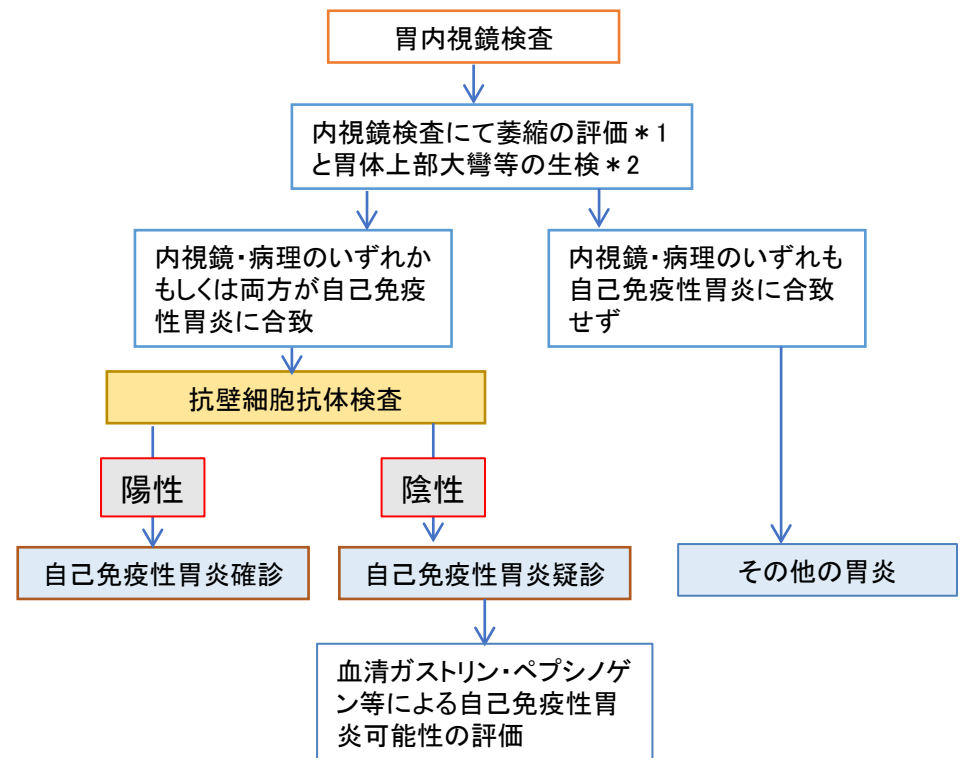 胃内視鏡検査
内視鏡検査にて萎縮の評価＊1
と胃体上部大彎等の生検＊2
内視鏡・病理のいずれか
もしくは両方が自己免疫
性胃炎に合致
内視鏡・病理のいずれも
自己免疫性胃炎に合致
せず
抗壁細胞抗体検査
陽性
陰性
自己免疫性胃炎確診
自己免疫性胃炎疑診
その他の胃炎
血清ガストリン・ペプシノゲ
ン等による自己免疫性胃
炎可能性の評価